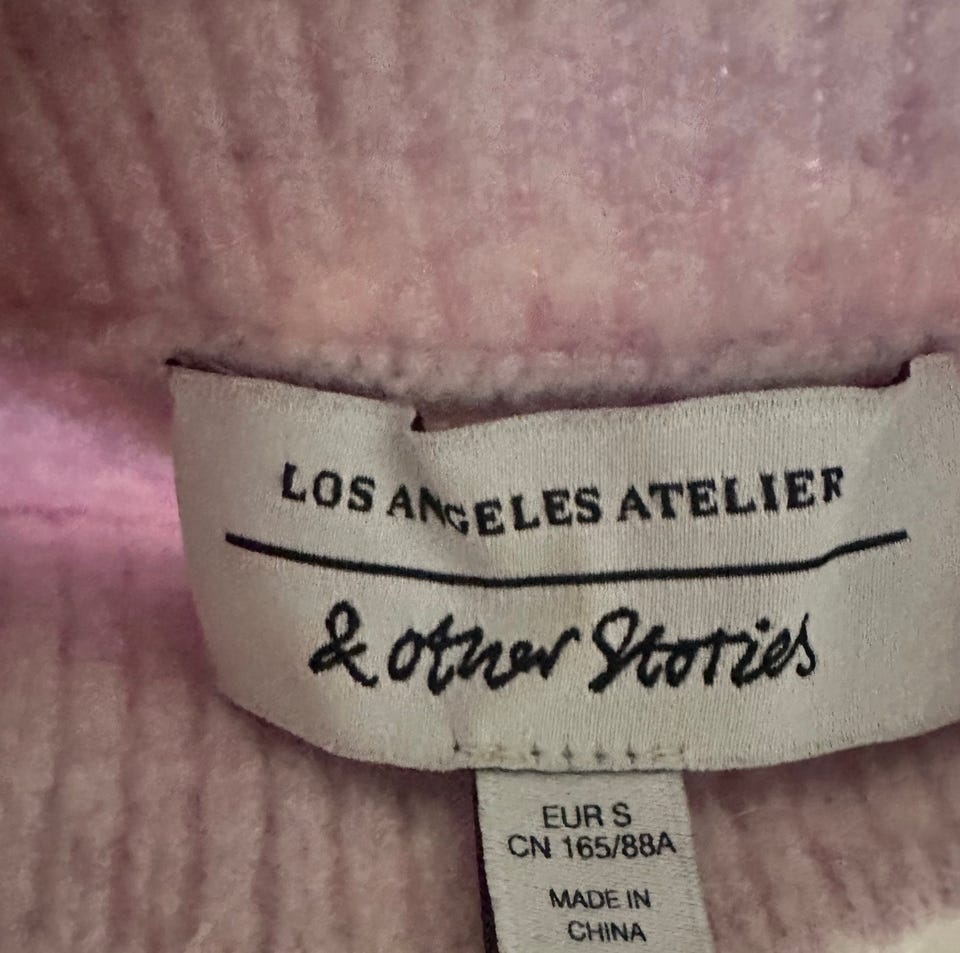 LOS ANGELES ATELIER
& other Stories
EUR S
CN 165/88A
MADE IN
CHINA